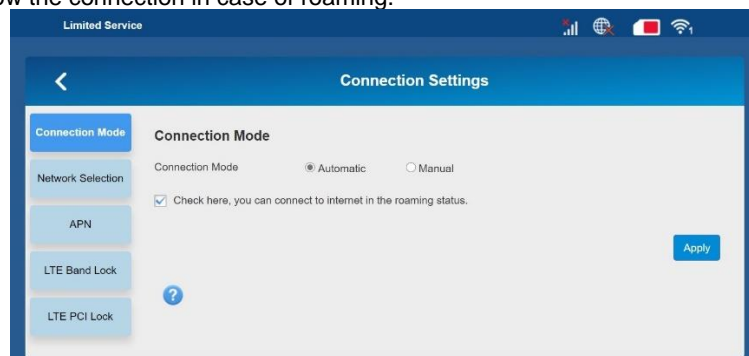 the connection in case of roaming.
Limited Service
1
Connection Settings
Connection Mode
Connection Mode
Connection Mode
Automatic
Manual
Network Selection
Check here, you can connect to internet in the roaming status.
APN
Apply
LTE Band Lock
?
LTE PCI Lock